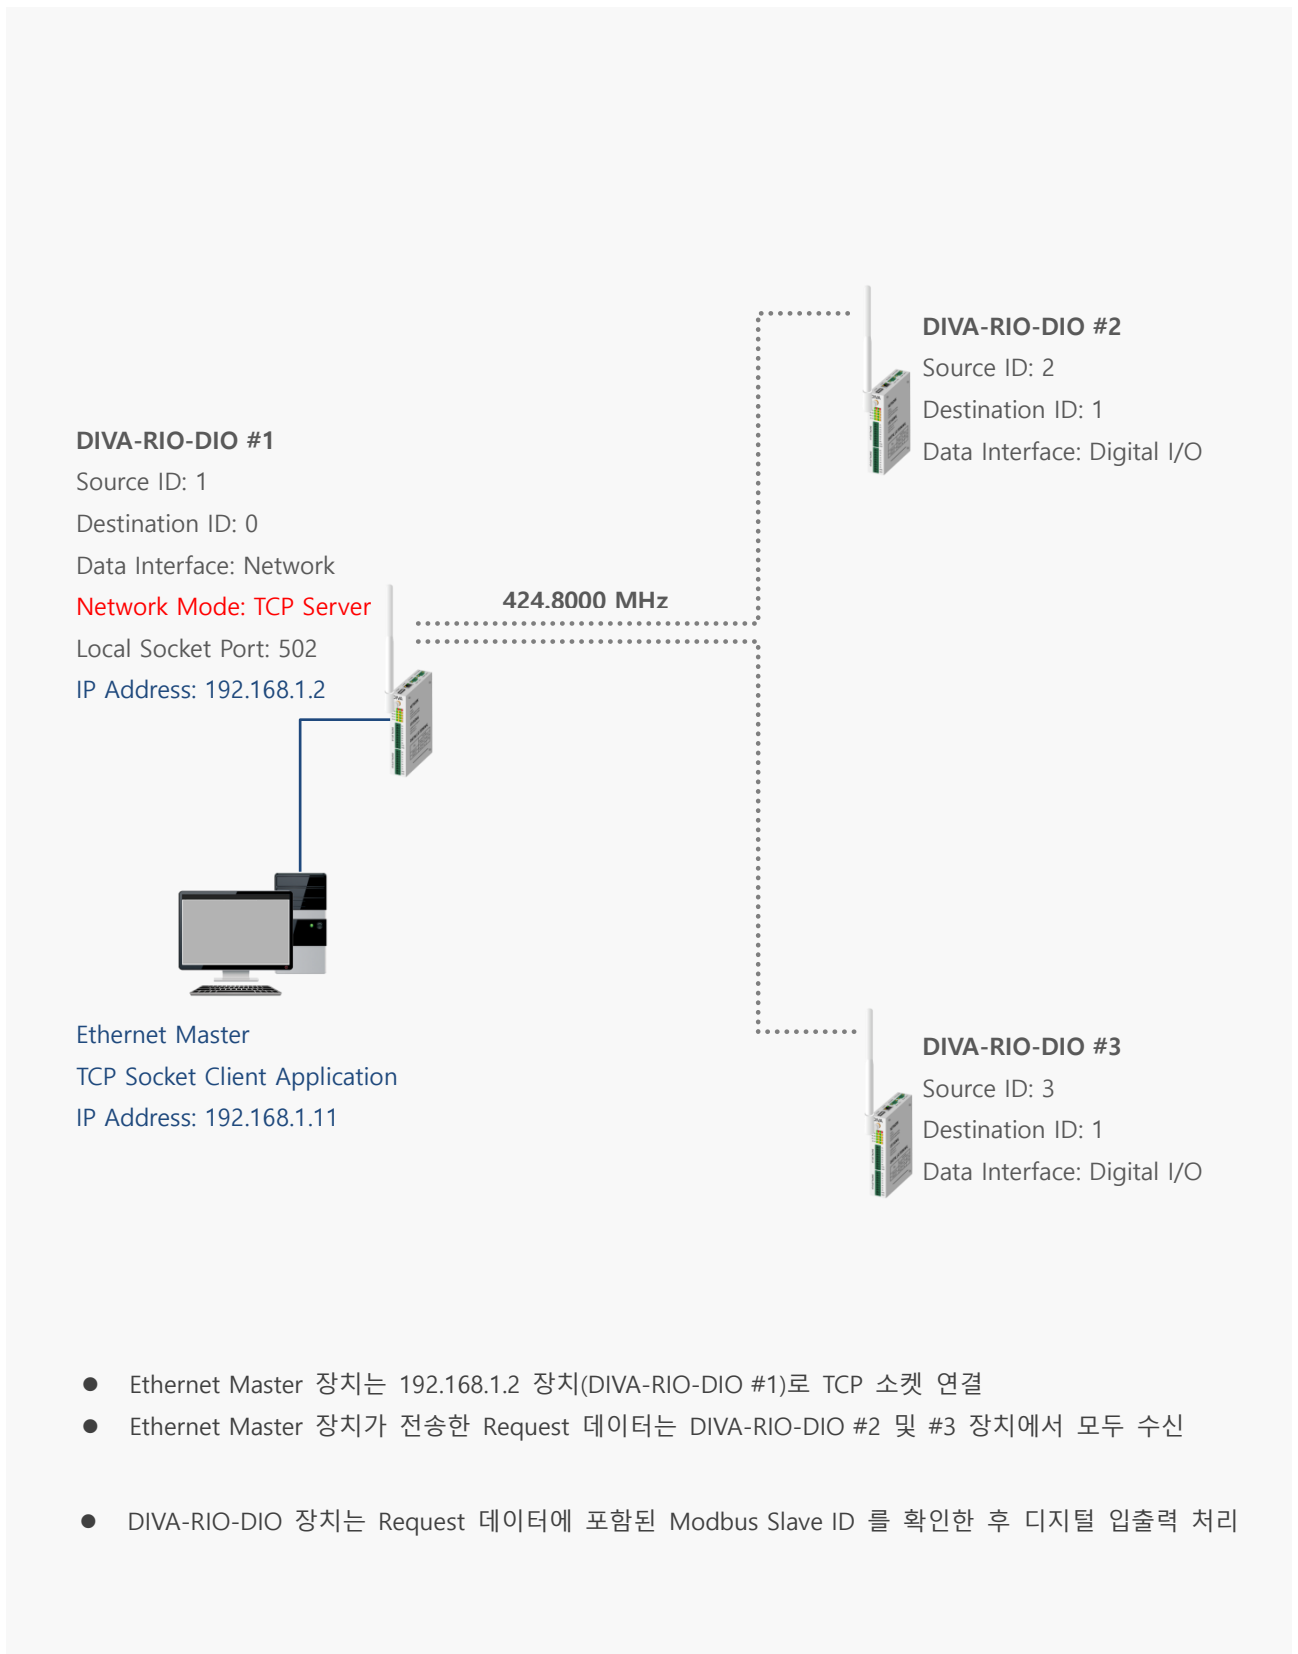 DIVA-RIO-DIO #2
Source ID: 2
Destination ID: 1
Data Interface: Digital I/O
DIVA-RIO-DIO #1
Source ID: 1
Destination ID: 0
Data Interface: Network
Network Mode: TCP Server
Local Socket Port: 502
IP Address: 192.168.1.2
424.8000 MHz
Ethernet Master
TCP Socket Client Application
IP Address: 192.168.1.11
DIVA-RIO-DIO #3
Source ID: 3
Destination ID: 1
Data Interface: Digital I/O
● Ethernet Master 장치는 192.168.1.2 장치(DIVA-RIO-DIO #1)로 TCP 소켓 연결
● Ethernet Master 장치가 전송한 Request 데이터는 DIVA-RIO-DIO #2 및 #3 장치에서 모두 수신
● DIVA-RIO-DIO 장치는 Request 데이터에 포함된 Modbus Slave ID 를 확인한 후 디지털 입출력 처리